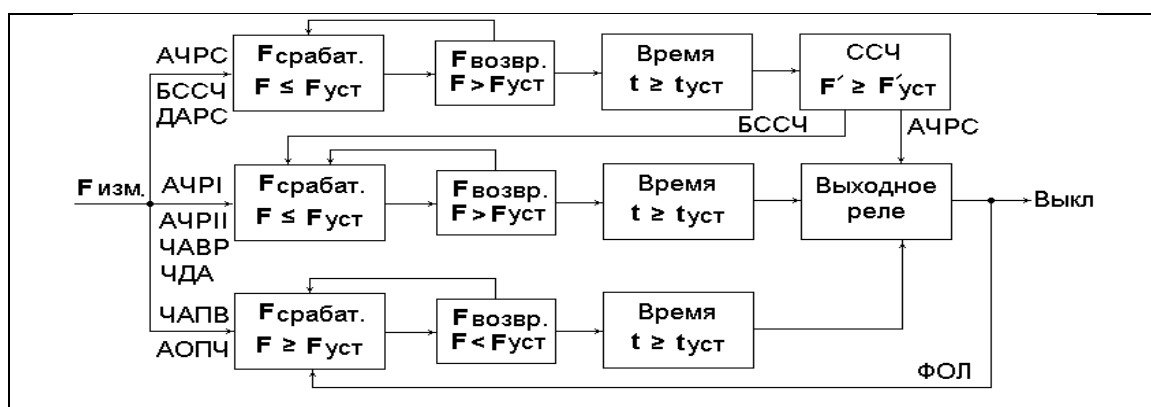 АЧРС
БССЧ
ДАРС
Fсрабат.
F ≤ Fуст
Fвозвр.
F > Fуст
Время
t ≥ tуст
ССЧ
F´ ≥ F´уст
БССЧ
АЧРС
Fизм.
АЧРI
АЧРII
ЧАВР
ЧДА
Fсрабат.
F ≤ Fуст
Fвозвр.
F > Fуст
Время
t ≥ tуст
Выходное
реле
Выкл
ЧАПВ
АОПЧ
Fсрабат.
F ≥ Fуст
Fвозвр.
F < Fуст
Время
t ≥ tуст
ФОЛ